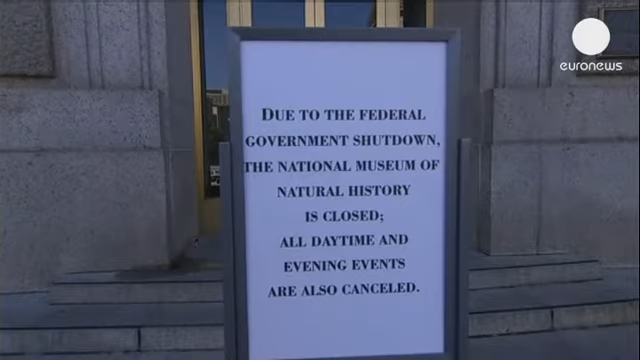 euronews
DUE TO THE FEDERAL
GOVERNMENT SHUTDOWN,
THE NATIONAL MUSEUM OF
NATURAL HISTORY
IS CLOSED;
ALL DAYTIME AND
EVENING EVENTS
ARE ALSO CANCELED.